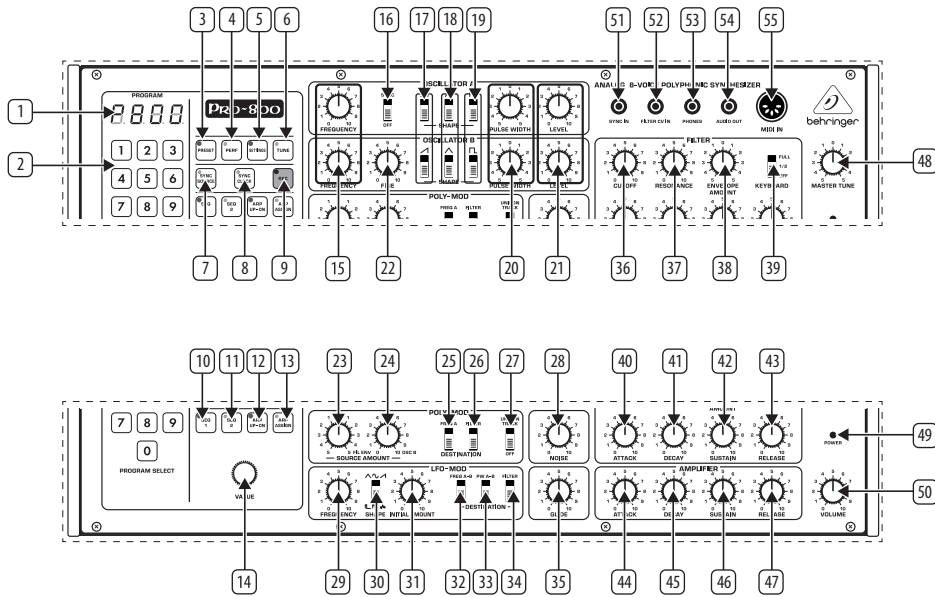 3 4 5 6 16 17 18 19 51 52 53 54 55
PROGRAM
OSCILLATOR A
ANALOG 8-VOICE POLYPHONIC SYNTHESIZER
1
PRO-800
SYNC
OFF
FREQUENCY
SHAPE
PULSE WIDTH
LEVEL
SYNC IN
FILTER CV IN
PHONES
AUDIO OUT
MIDI IN
behringer
2
1 2 3
PRESET
PERF
SETTINGS
TUNE
OSCILLATOR B
FILTER
FULL
1/2
OFF
48
4 5 6
SYNC SOURCE
SYNC CLOCK
REC
FREQUENCY
FINE
SHAPE
PULSE WIDTH
LEVEL
CUTOFF
RESONANCE
ENVELOPE AMOUNT
KEYBOARD
MASTER TUNE
7 8 9
SEQ 1
SEQ 2
ARP UP-DN
ARP ASSIGN
POLY-MOD
FREQ A
FILTER
UNISON TRACK
7 8 9 15 22 20 21 36 37 38 39
10 11 12 13 23 24 25 26 27 28 40 41 42 43
7 8 9
SEQ 1
SEQ 2
ARP UP-DN
ARP ASSIGN
POLY-MOD
FREQ A
FILTER
UNISON TRACK
OFF
AMOUNT
49
POWER
0
FIL ENV
OSC B
SOURCE AMOUNT
DESTINATION
NOISE
ATTACK
DECAY
SUSTAIN
RELEASE
PROGRAM SELECT
VALUE
LFO-MOD
FREQ A-B
PW A-B
FILTER
AMPLIFIER
50
FREQUENCY
SHAPE
INITIAL AMOUNT
DESTINATION
GLIDE
ATTACK
DECAY
SUSTAIN
RELEASE
VOLUME
14 29 30 31 32 33 34 35 44 45 46 47